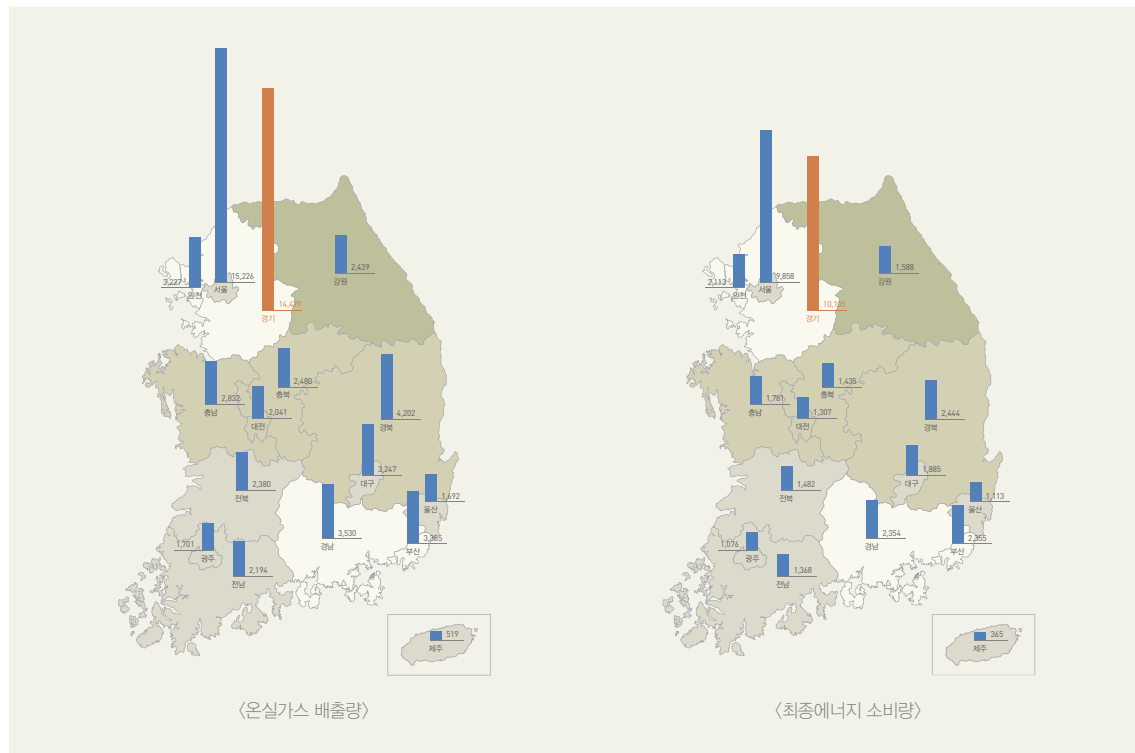 15,226
서울
3,227
인천
14,479
경기
2,439
강원
2,480
충북
2,832
충남
2,041
대전
4,202
경북
3,247
대구
2,380
전북
1,692
울산
3,530
경남
3,385
부산
1,701
광주
2,194
전남
519
제주
〈온실가스 배출량〉
9,858
서울
2,113
인천
10,105
경기
1,588
강원
1,435
충북
1,781
충남
1,307
대전
2,444
경북
1,885
대구
1,482
전북
1,113
울산
2,354
경남
2,355
부산
1,076
광주
1,368
전남
365
제주
〈최종에너지 소비량〉